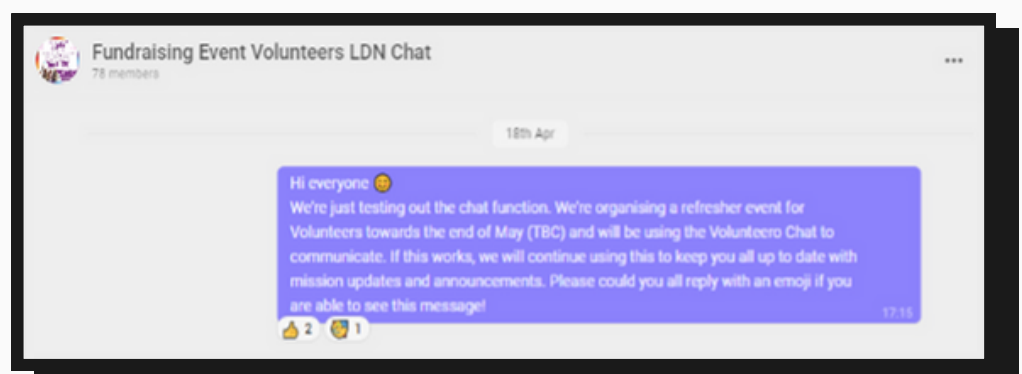 Fundraising Event Volunteers LDN Chat
78 members
18th Apr
Hi everyone 😊
We're just testing out the chat function. We're organising a refresher event for
Volunteers towards the end of May (TBC) and will be using the Volunteero Chat to
communicate. If this works, we will continue using this to keep you all up to date with
mission updates and announcements. Please could you all reply with an emoji if you
are able to see this message!
17:15
👍 2 1